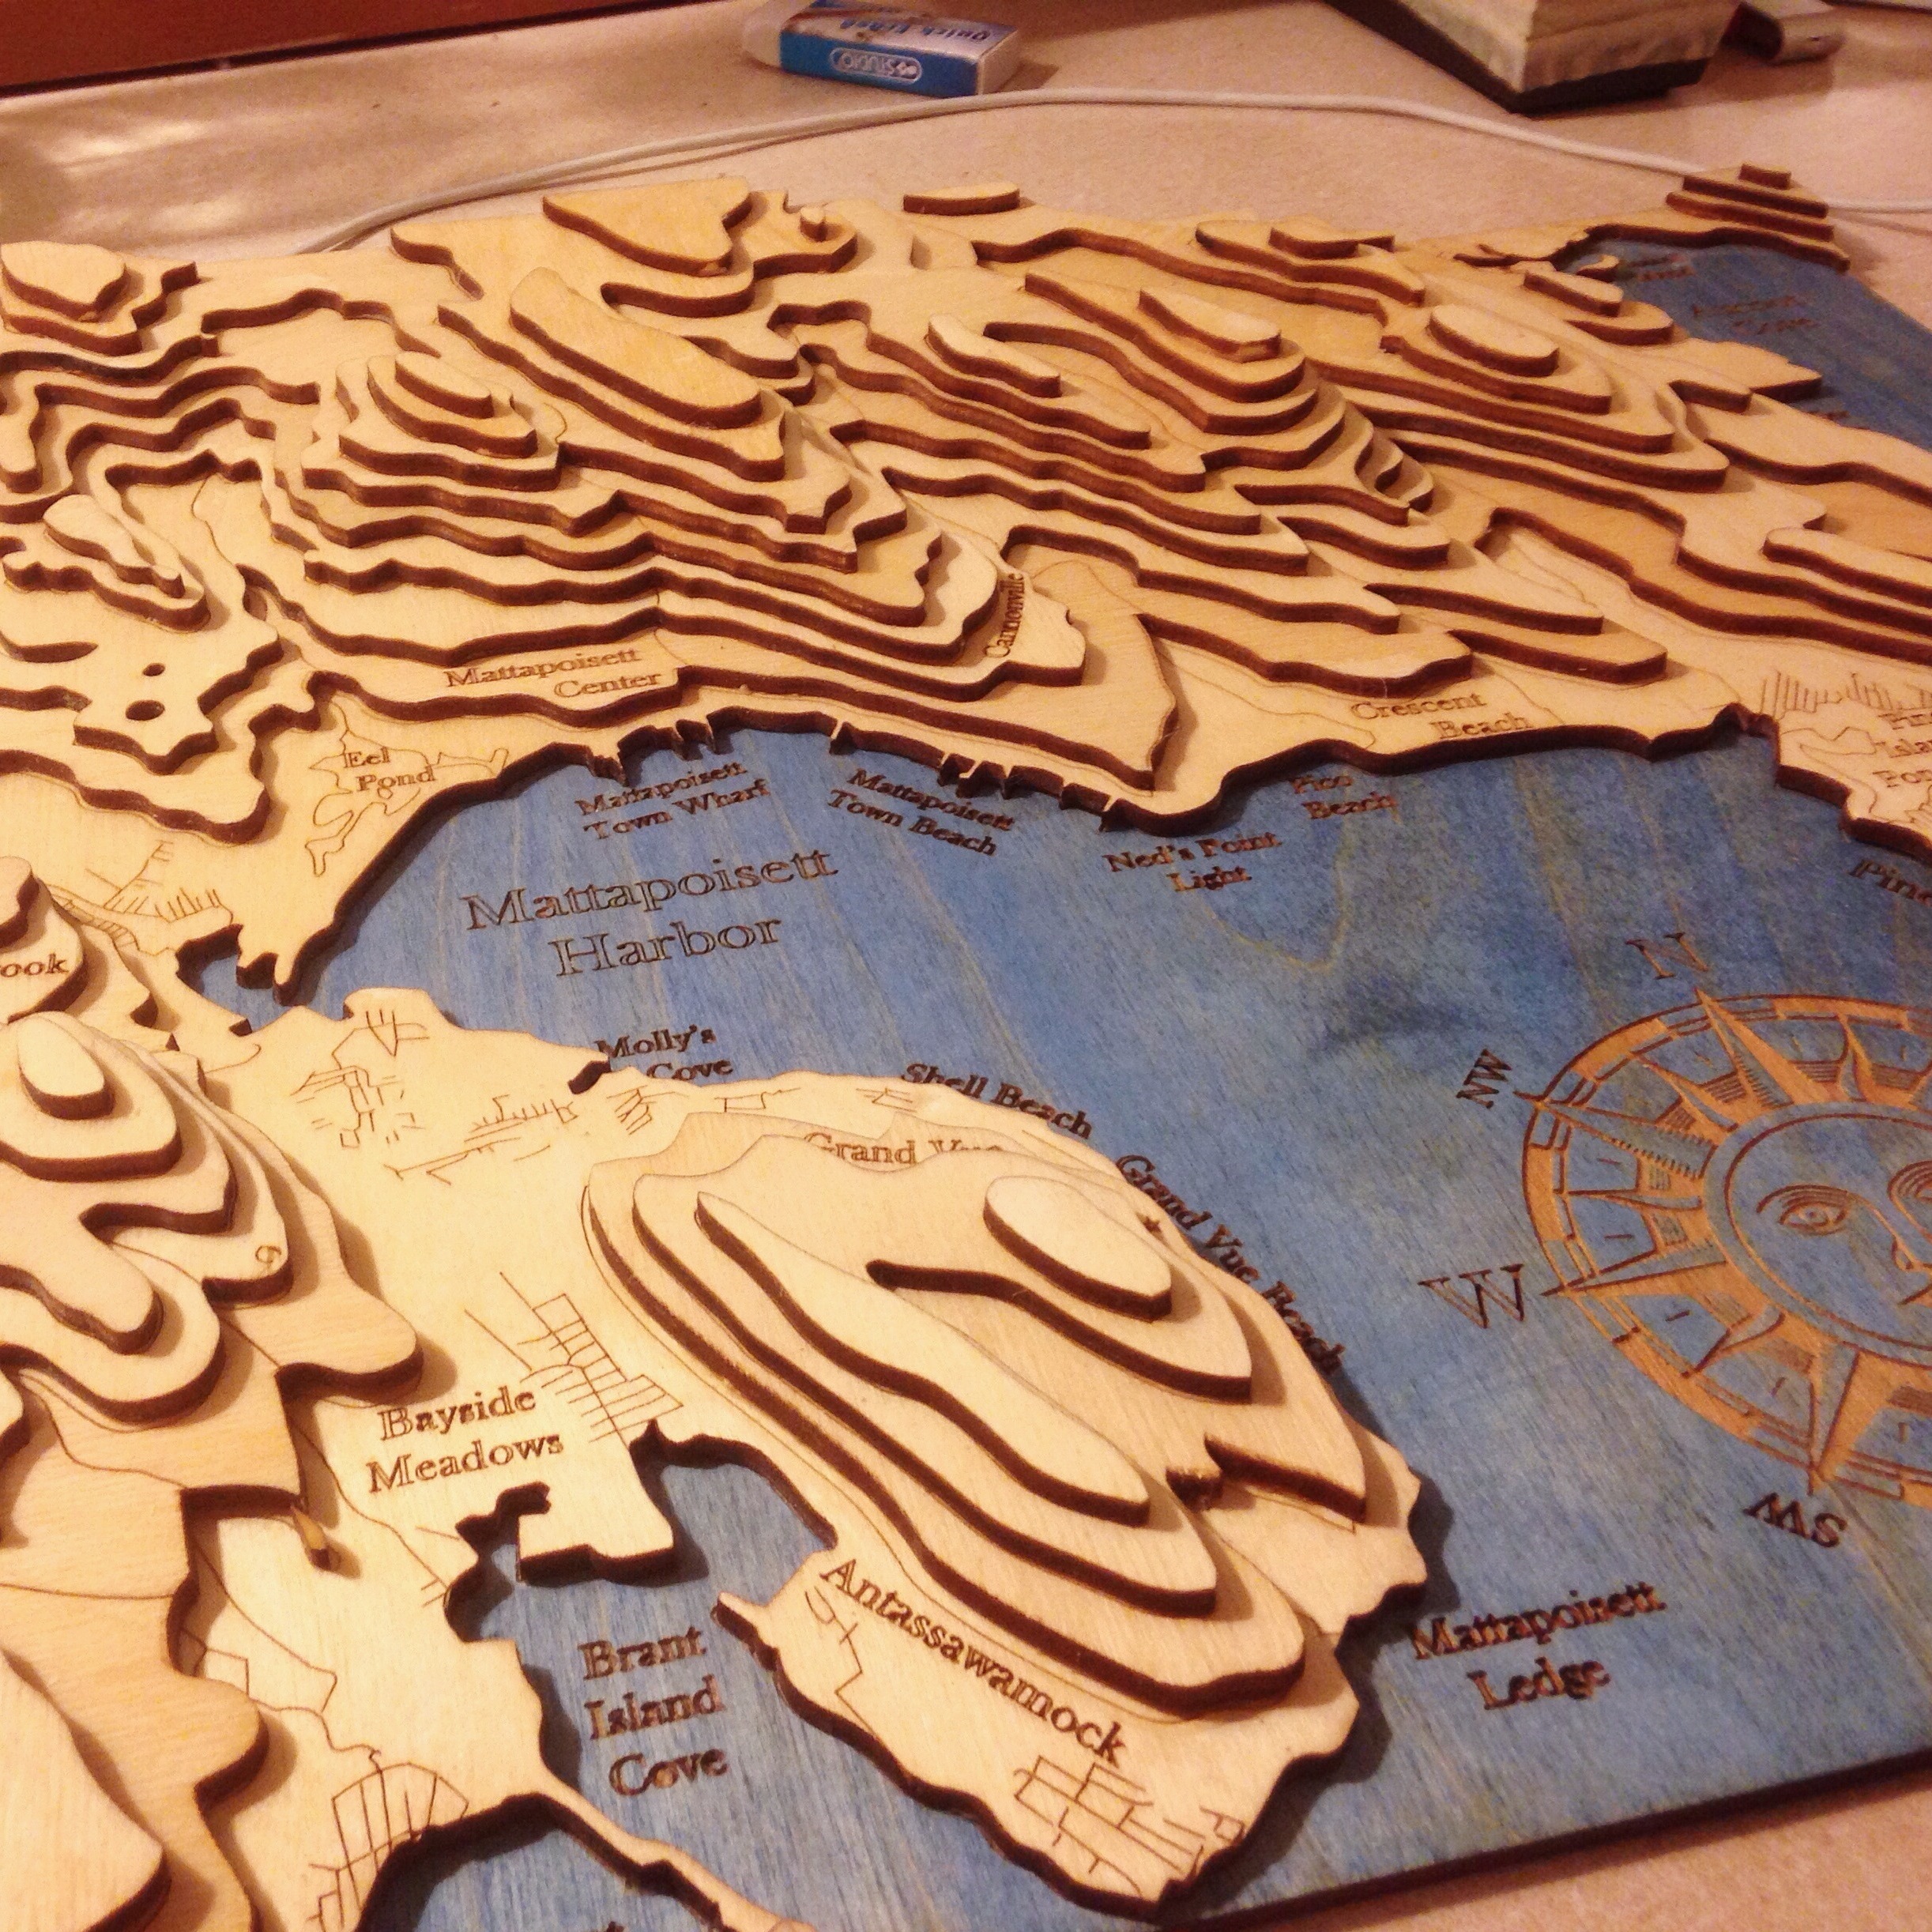 STUDIO
Cannonville
Mattapoisett
Center
Crescent
Beach
Eel
Pond
Mattapoisett
Town Wharf
Mattapoisett
Town Beach
Pico
Beach
Ned's Point
Light
Mattapoisett
Harbor
ook
N
NW
W
SW
Molly's
Cove
Shell Beach
Grand Vue
Grand Vue Beach
Bayside
Meadows
Antassawamock
Brant
Island
Cove
Mattapoisett
Ledge